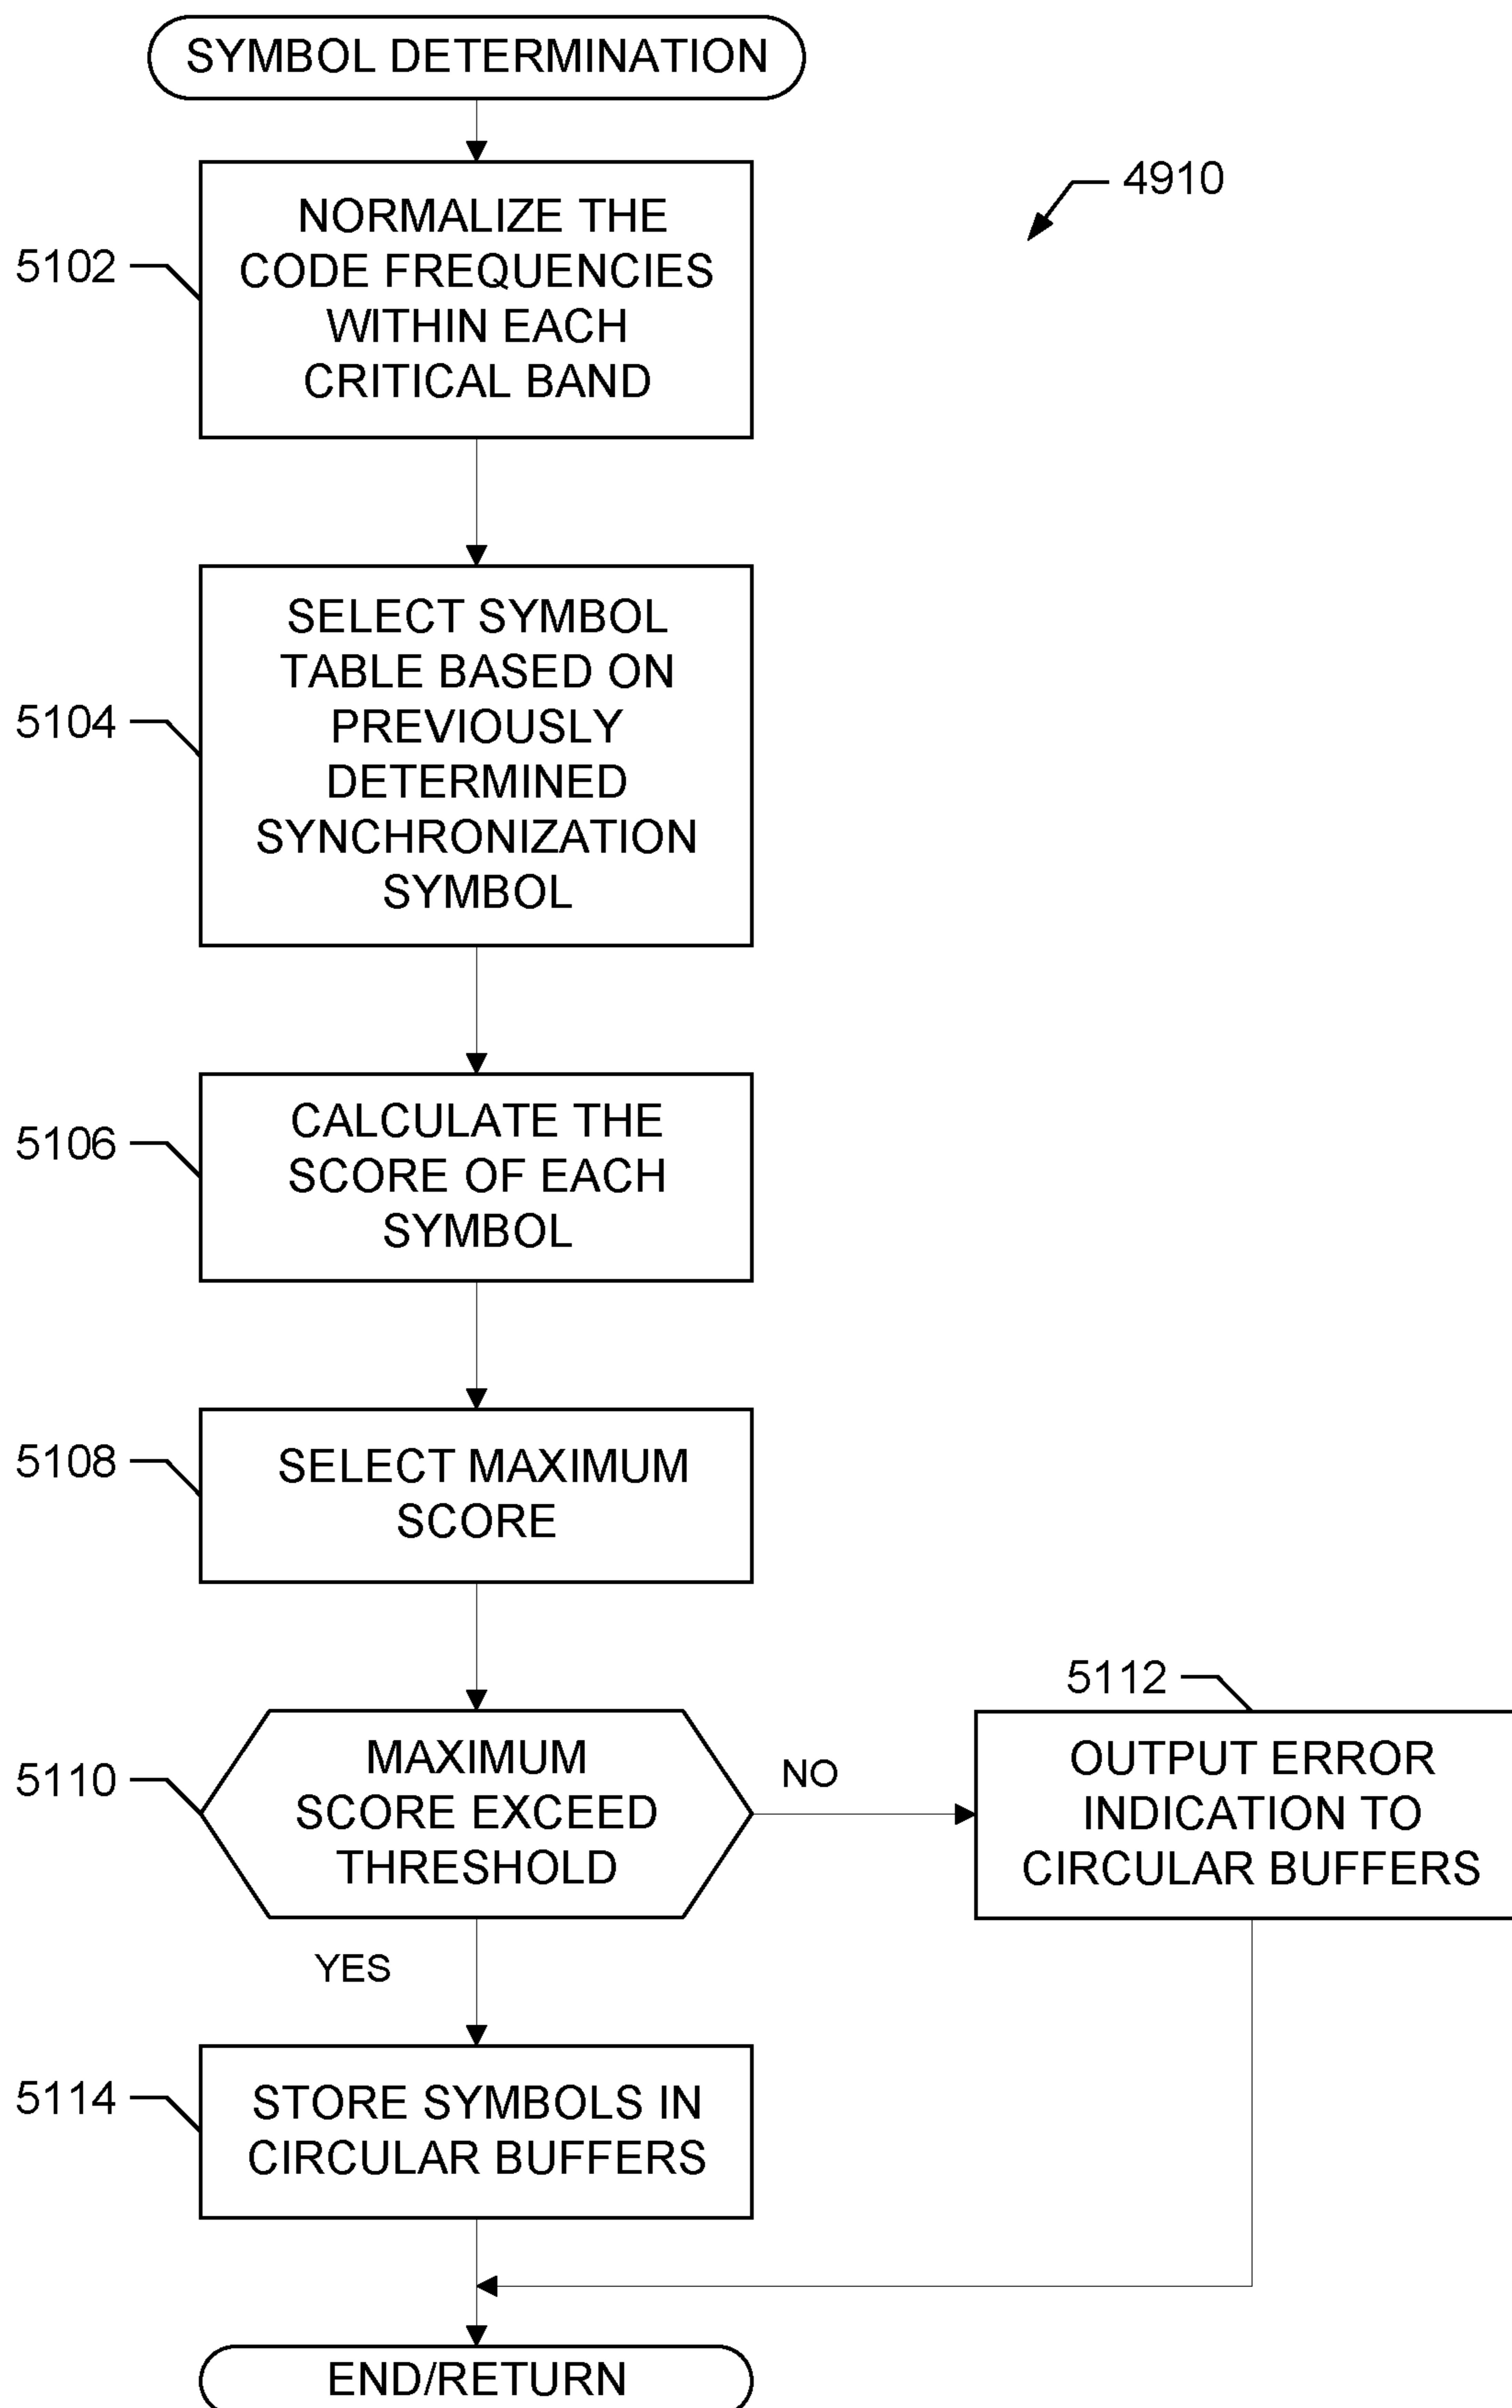 SYMBOL DETERMINATION
4910
5102
NORMALIZE THE
CODE FREQUENCIES
WITHIN EACH
CRITICAL BAND
5104
SELECT SYMBOL
TABLE BASED ON
PREVIOUSLY
DETERMINED
SYNCHRONIZATION
SYMBOL
5106
CALCULATE THE
SCORE OF EACH
SYMBOL
5108
SELECT MAXIMUM
SCORE
5110
MAXIMUM
SCORE EXCEED
THRESHOLD
NO
5112
OUTPUT ERROR
INDICATION TO
CIRCULAR BUFFERS
YES
5114
STORE SYMBOLS IN
CIRCULAR BUFFERS
END/RETURN